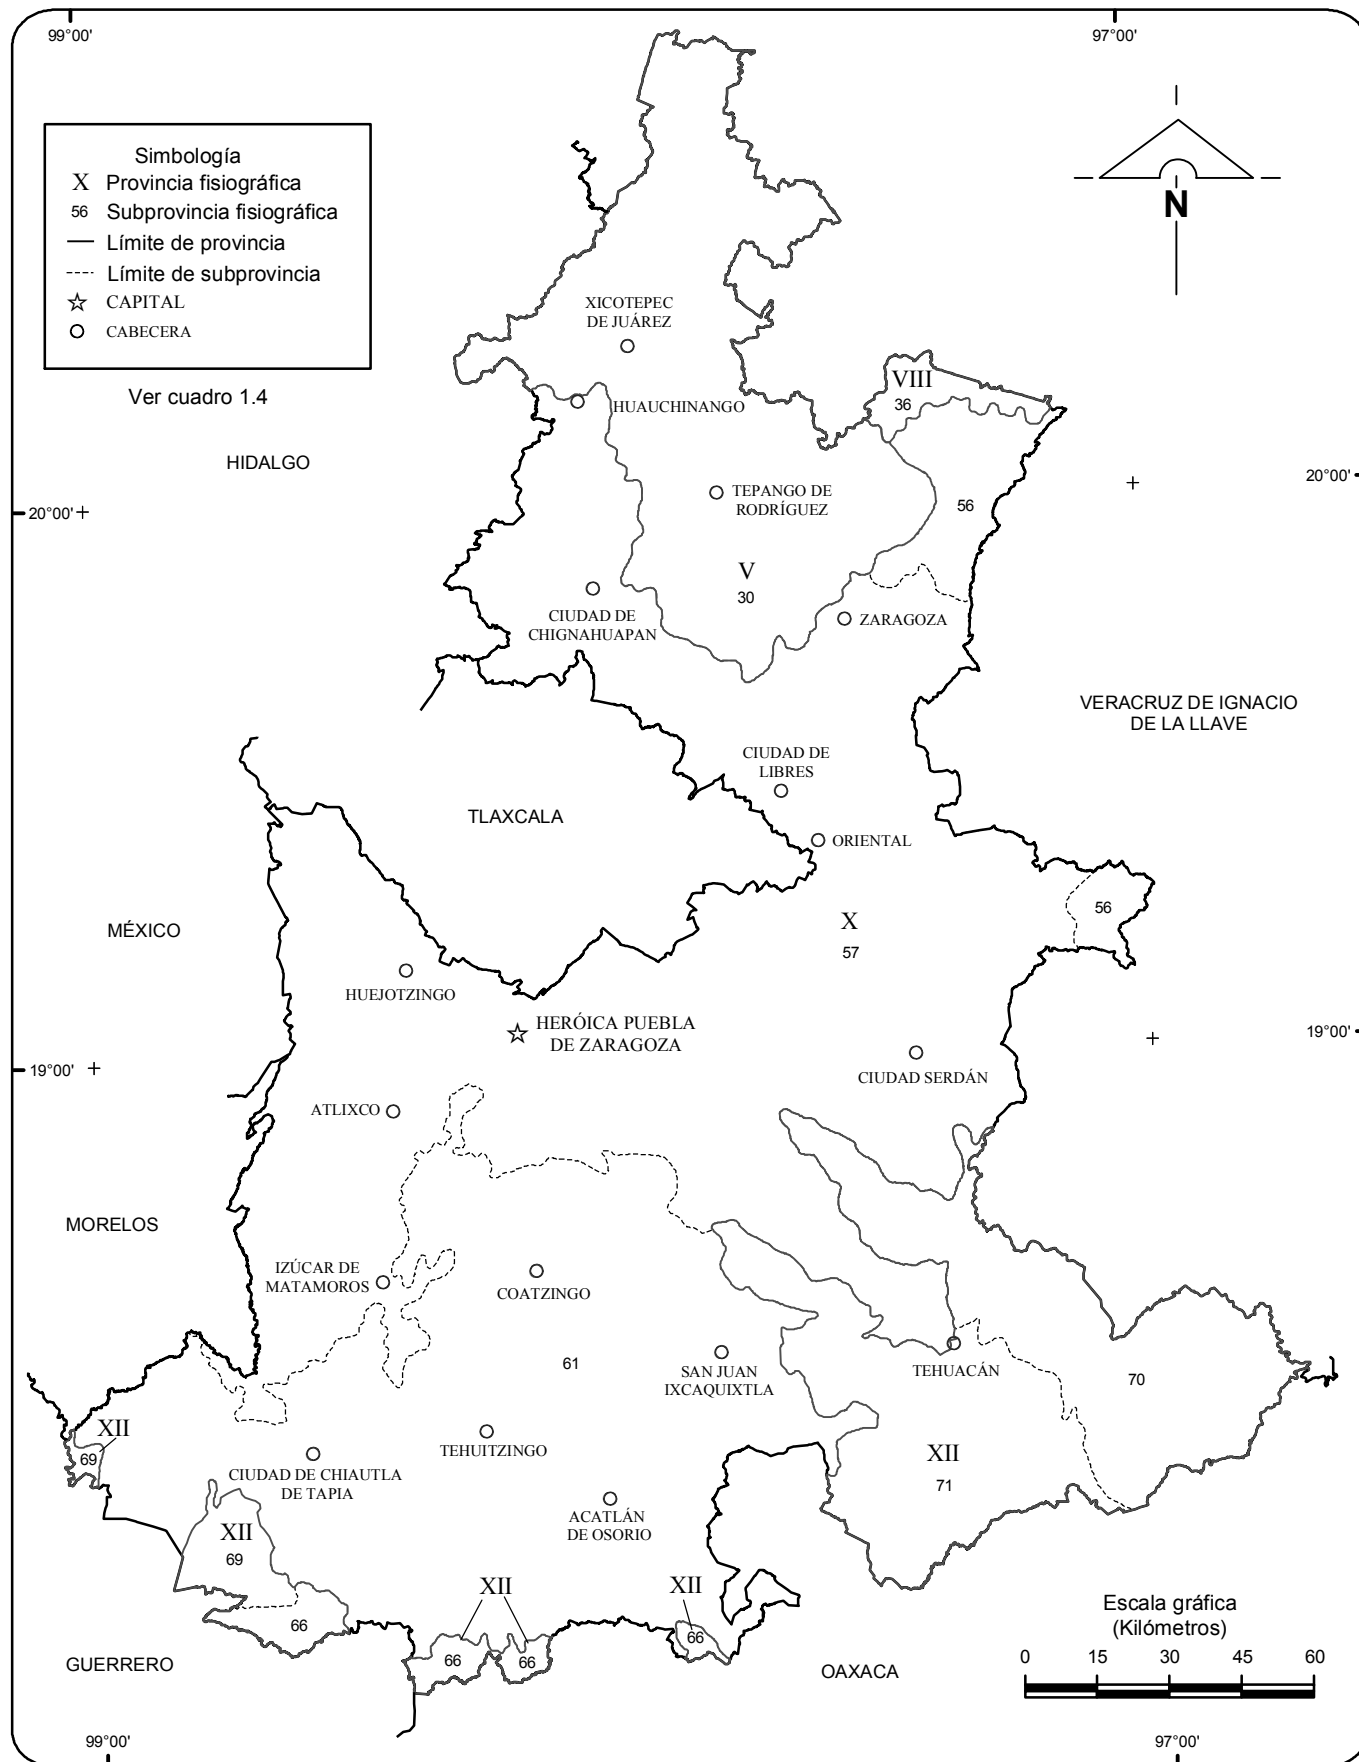 99°00'
97°00'
Simbología
X Provincia fisiográfica
56 Subprovincia fisiográfica
Límite de provincia
Límite de subprovincia
CAPITAL
CABECERA
Ver cuadro 1.4
N
XICOTEPEC
DE JUÁREZ
VIII
36
HUAUCHINANGO
HIDALGO
20°00'
20°00'
TEPANGO DE
RODRÍGUEZ
56
V
30
CIUDAD DE
CHIGNAHUAPAN
ZARAGOZA
VERACRUZ DE IGNACIO
DE LA LLAVE
CIUDAD DE
LIBRES
TLAXCALA
ORIENTAL
MÉXICO
56
X
57
HUEJOTZINGO
HERÓICA PUEBLA
DE ZARAGOZA
19°00'
19°00'
CIUDAD SERDÁN
ATLIXCO
MORELOS
IZÚCAR DE
MATAMOROS
COATZINGO
61
SAN JUAN
IXCAQUIXTLA
TEHUACÁN
70
XII
69
TEHUITZINGO
CIUDAD DE CHIAUTLA
DE TAPIA
XII
71
ACATLÁN
DE OSORIO
XII
69
XII
XII
66
66
66
66
GUERRERO
OAXACA
Escala gráfica
(Kilómetros)
0 15 30 45 60
99°00'
97°00'